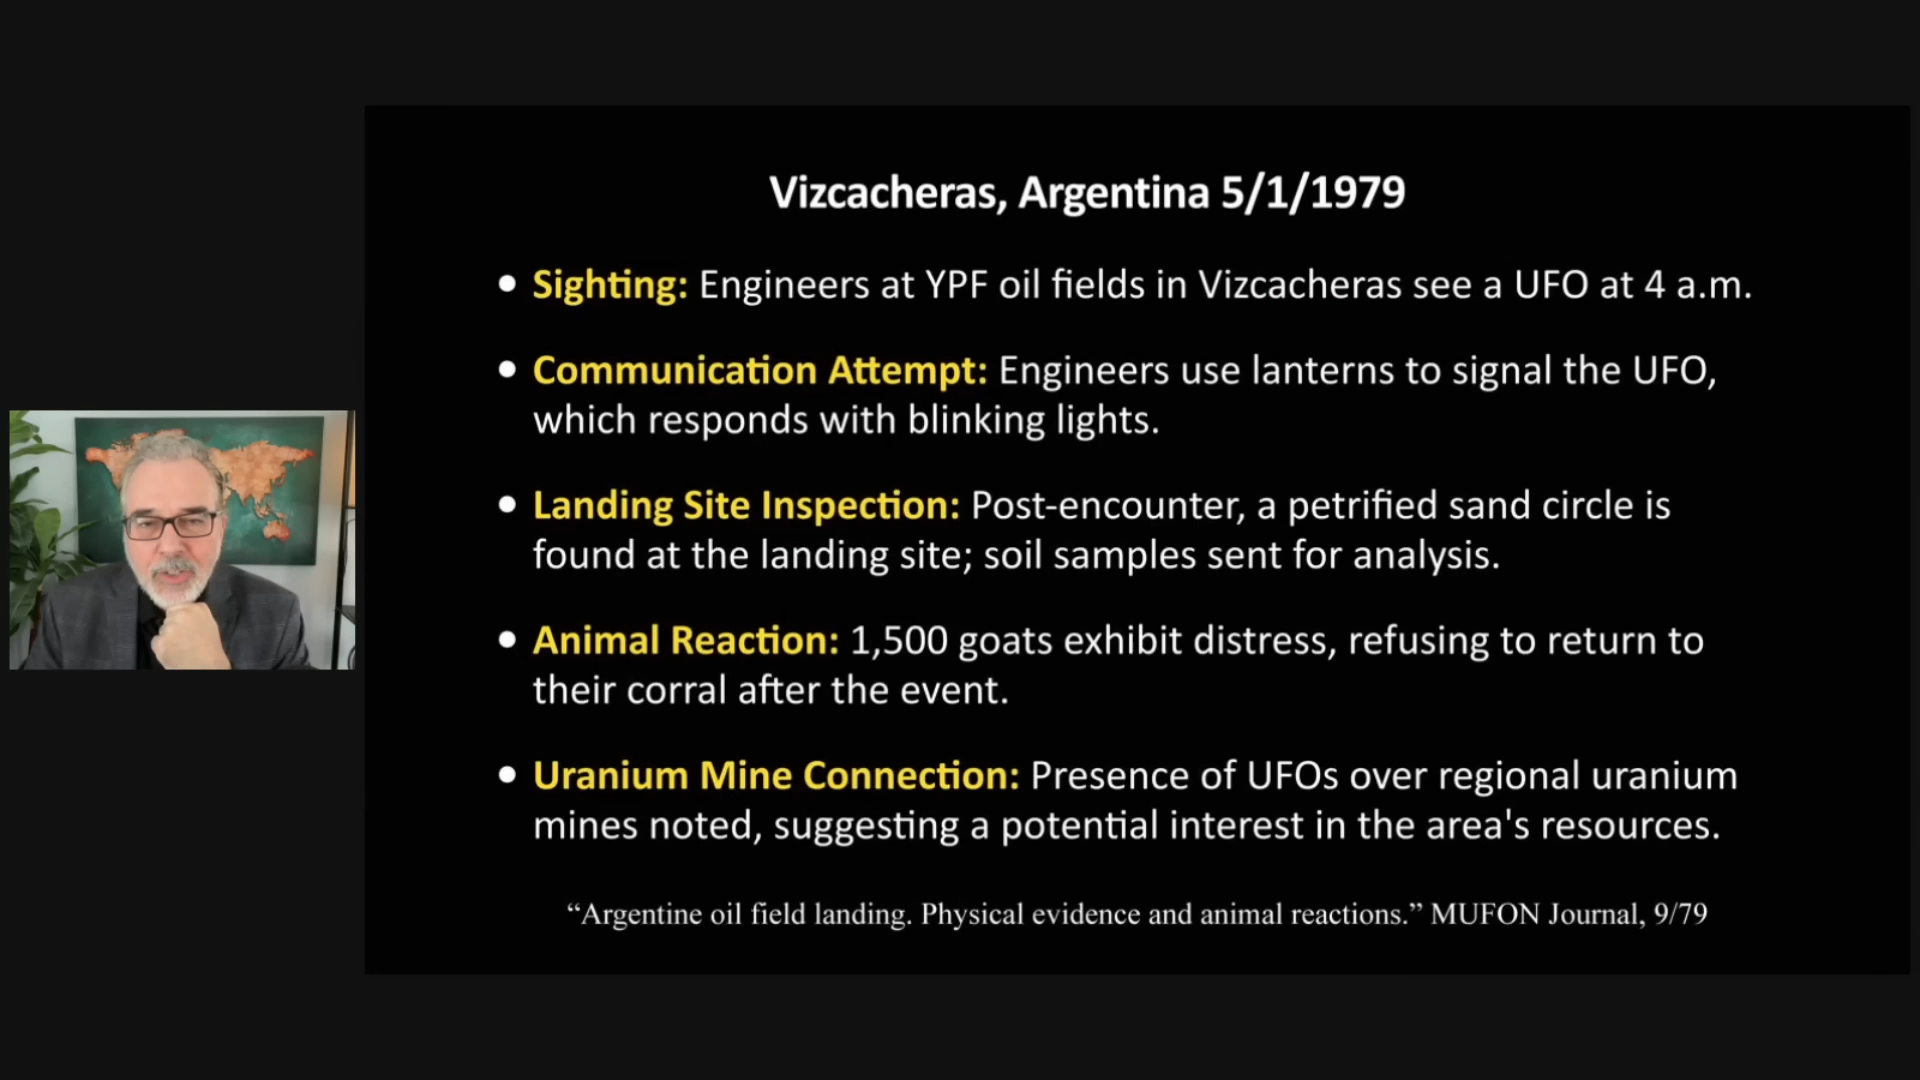 Vizcacheras, Argentina 5/1/1979
• Sighting: Engineers at YPF oil fields in Vizcacheras see a UFO at 4 a.m.
• Communication Attempt: Engineers use lanterns to signal the UFO,
which responds with blinking lights.
• Landing Site Inspection: Post-encounter, a petrified sand circle is
found at the landing site; soil samples sent for analysis.
• Animal Reaction: 1,500 goats exhibit distress, refusing to return to
their corral after the event.
• Uranium Mine Connection: Presence of UFOs over regional uranium
mines noted, suggesting a potential interest in the area's resources.
“Argentine oil field landing. Physical evidence and animal reactions.” MUFON Journal, 9/79